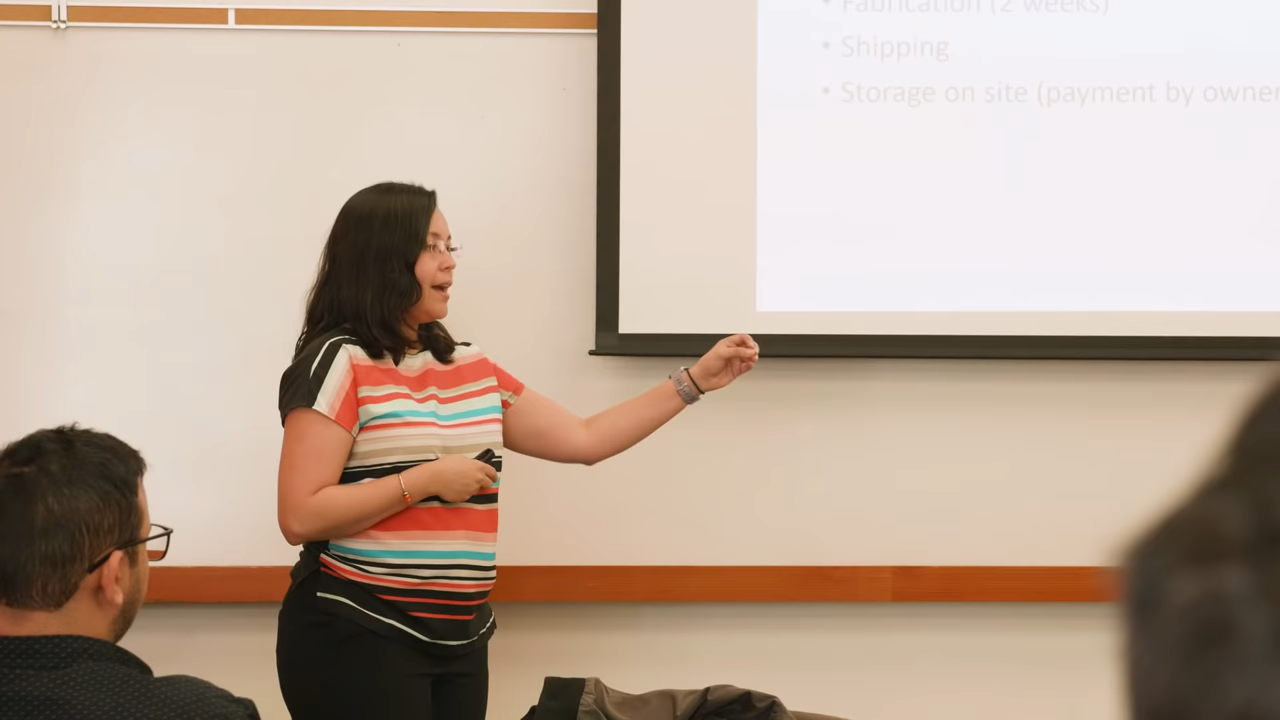 • Fabrication (2 weeks)
• Shipping
• Storage on site (payment by owner